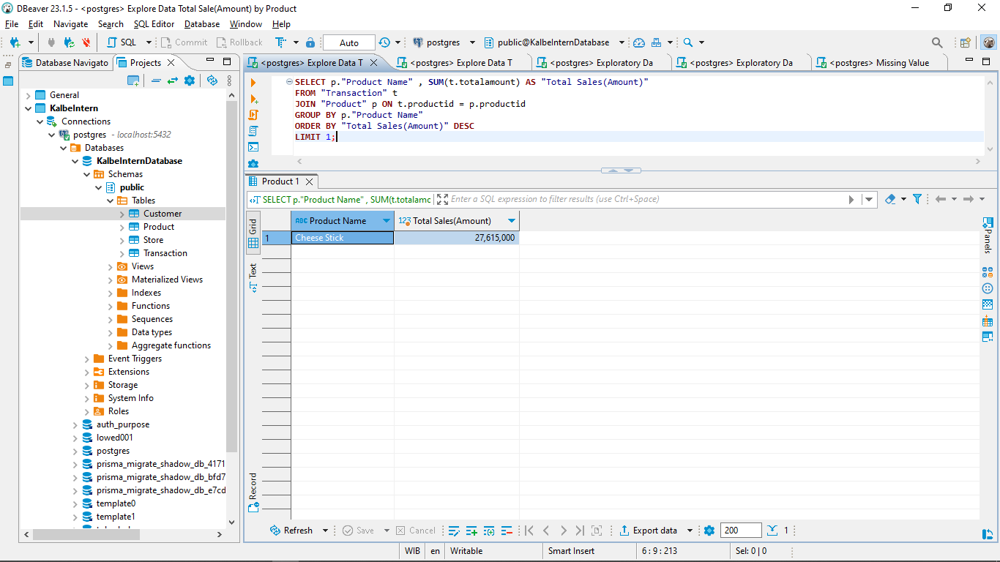 DBeaver 23.1.5 - <postgres> Explore Data Total Sale(Amount) by Product
File Edit Navigate Search SQL Editor Database Window Help
SQL Commit Rollback Auto postgres public@KalbeInternDatabase
Database Navigato Projects
<postgres> Explore Data T <postgres> Explore Data T <postgres> Exploratory Da <postgres> Exploratory Da <postgres> Missing Value
General
KalbeIntern
Connections
postgres - localhost:5432
Databases
KalbeInternDatabase
Schemas
public
Tables
Customer
Product
Store
Transaction
Views
Materialized Views
Indexes
Functions
Sequences
Data types
Aggregate functions
Event Triggers
Extensions
Storage
System Info
Roles
auth_purpose
lowed001
postgres
prisma_migrate_shadow_db_4171
prisma_migrate_shadow_db_bfd7
prisma_migrate_shadow_db_e7cd
template0
template1
SELECT p."Product Name" , SUM(t.totalamount) AS "Total Sales(Amount)"
FROM "Transaction" t
JOIN "Product" p ON t.productid = p.productid
GROUP BY p."Product Name"
ORDER BY "Total Sales(Amount)" DESC
LIMIT 1;
Product 1
SELECT p."Product Name" , SUM(t.totalamc Enter a SQL expression to filter results (use Ctrl+Space)
Grid
Text
Record
ABC Product Name 123 Total Sales(Amount)
1 Cheese Stick 27,615,000
Panels
Refresh Save Cancel Export data 200 1
WIB en Writable Smart Insert 6 : 9 : 213 Sel: 0 | 0